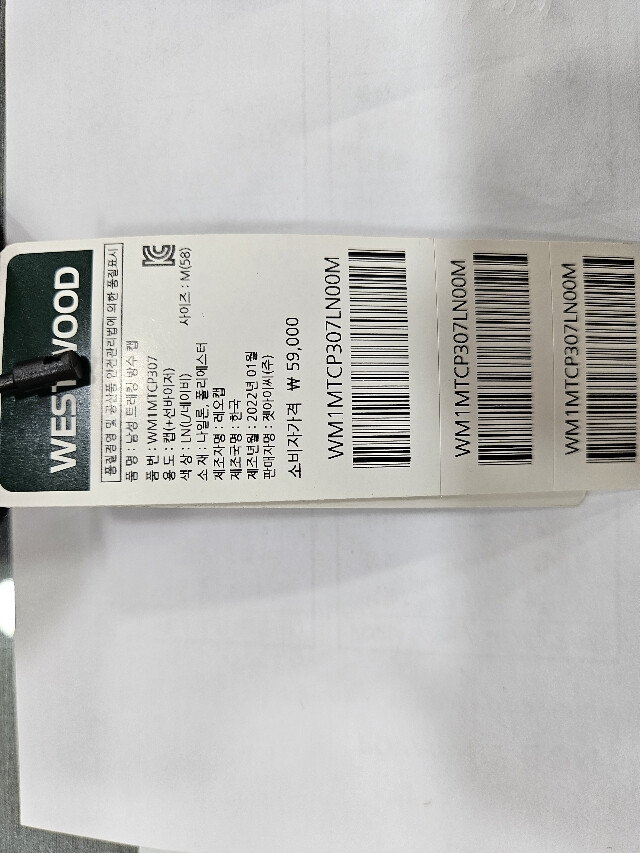 WESTWOOD
품질경영 및 공산품 안전관리법에 의한 품질표시
품명 : 남성 트래킹 방수 캡
품번 : WM1MTCP307
용도 : 캡(+선바이저)
색상 : LN(L/네이비) 사이즈 : M(58)
소재 : 나일론, 폴리에스터
제조자명 : 레오캡
제조국명 : 한국
제조년월 : 2022년 01월
판매자명 : 젯아이씨(주)
소비자가격 ₩ 59,000
WM1MTCP307LN00M
WM1MTCP307LN00M
WM1MTCP307LN00M